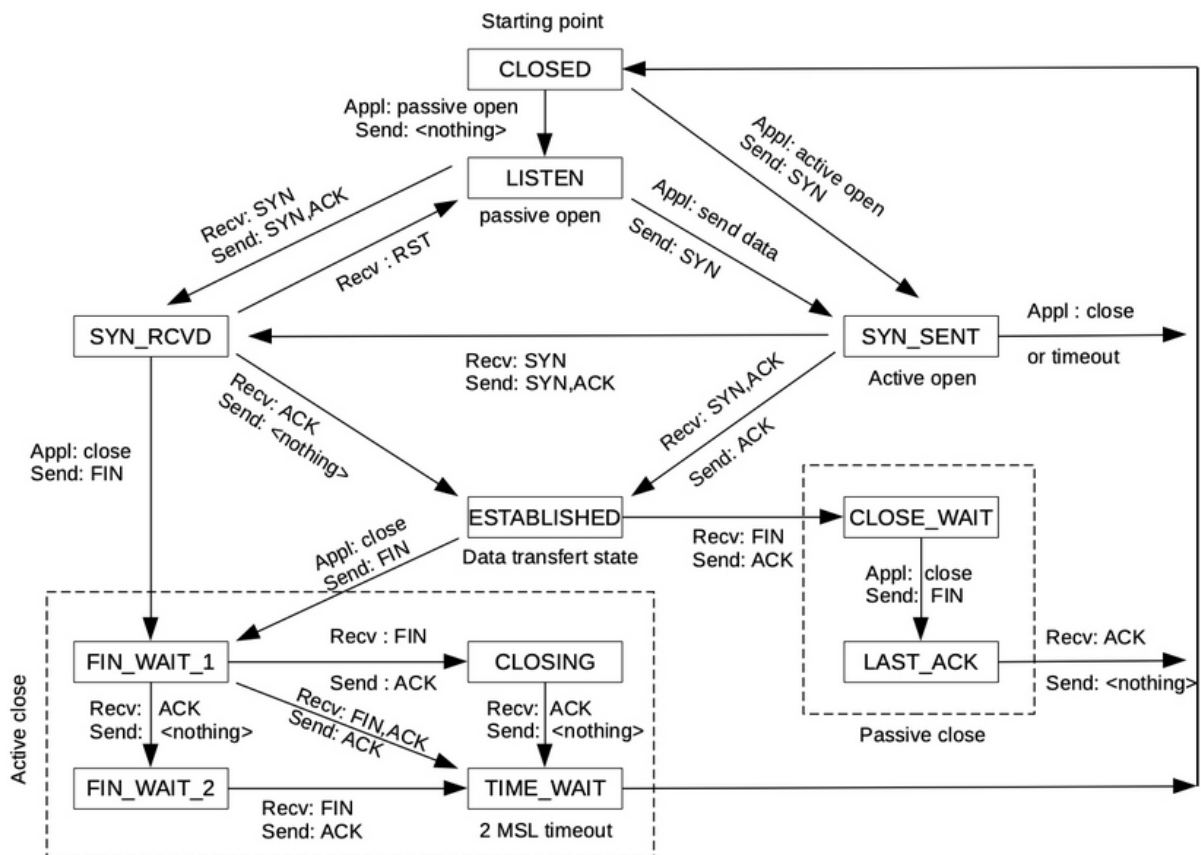 Starting point
CLOSED
Appl: passive open
Send: <nothing>
Appl: active open
Send: SYN
LISTEN
passive open
Recv: SYN
Send: SYN,ACK
Recv : RST
Appl: send data
Send: SYN
SYN_RCVD
SYN_SENT
Active open
Appl : close
or timeout
Recv: SYN
Send: SYN,ACK
Recv: ACK
Send: <nothing>
Recv: SYN,ACK
Send: ACK
Appl: close
Send: FIN
ESTABLISHED
Data transfert state
Appl: close
Send: FIN
Recv: FIN
Send: ACK
CLOSE_WAIT
Appl: close
Send: FIN
LAST_ACK
Recv: ACK
Send: <nothing>
Passive close
Active close
FIN_WAIT_1
Recv : FIN
Send : ACK
CLOSING
Recv: ACK
Send: <nothing>
Recv: FIN,ACK
Send: ACK
Recv: ACK
Send: <nothing>
FIN_WAIT_2
Recv: FIN
Send: ACK
TIME_WAIT
2 MSL timeout